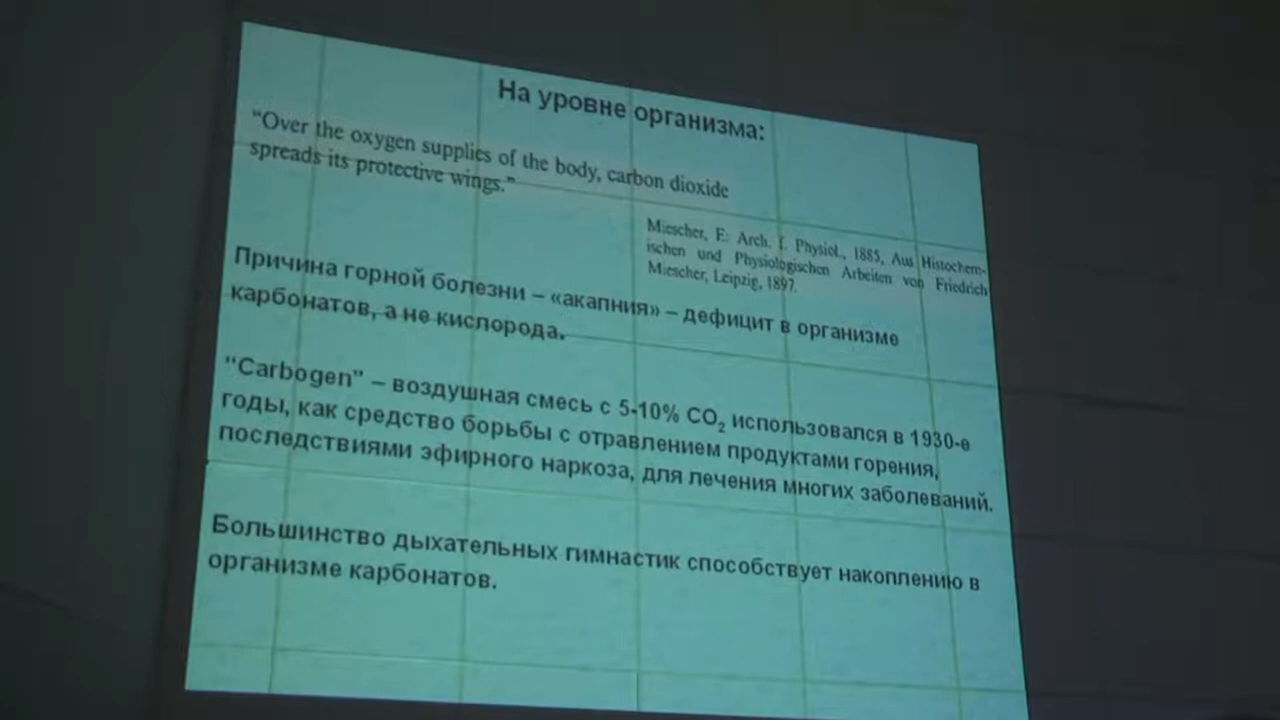 На уровне организма:
“Over the oxygen supplies of the body, carbon dioxide
spreads its protective wings.”
Miescher, F.: Arch. f. Physiol., 1885, Aus Histochem-
ischen und Physiologischen Arbeiten von Friedrich
Miescher, Leipzig, 1897.
Причина горной болезни – «акапния» – дефицит в организме
карбонатов, а не кислорода.
"Carbogen” – воздушная смесь с 5-10% CO₂ использовался в 1930-е
годы, как средство борьбы с отравлением продуктами горения,
последствиями эфирного наркоза, для лечения многих заболеваний.
Большинство дыхательных гимнастик способствует накоплению в
организме карбонатов.